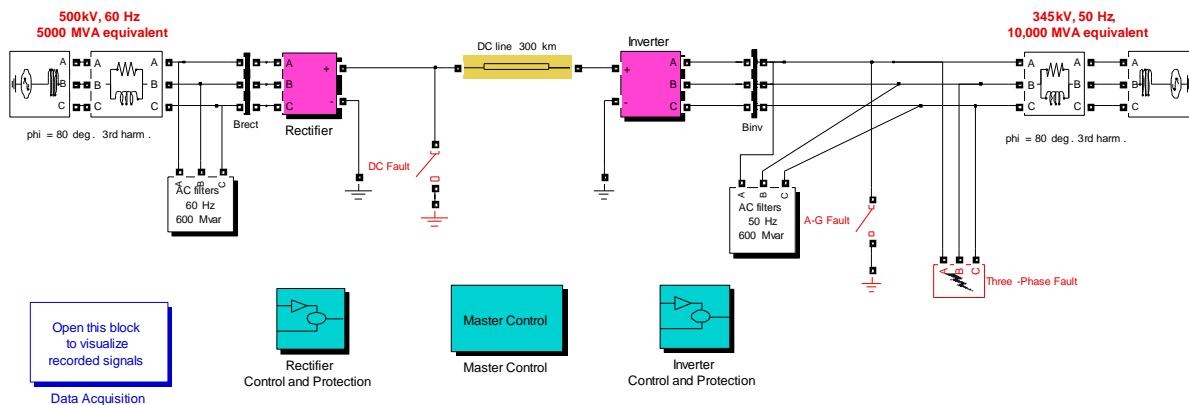 500kV, 60 Hz
5000 MVA equivalent
345kV, 50 Hz,
10,000 MVA equivalent
DC line 300 km
Inverter
A
B
C
A
B
C
A
B
C
+
-
+
-
A
B
C
A
B
C
A
B
C
Brect
Rectifier
Binv
phi = 80 deg. 3rd harm.
phi = 80 deg. 3rd harm.
DC Fault
A
B
C
AC filters
60 Hz
600 Mvar
A
B
C
AC filters
50 Hz
600 Mvar
A-G Fault
A
B
C
Three -Phase Fault
Open this block
to visualize
recorded signals
Data Acquisition
Rectifier
Control and Protection
Master Control
Master Control
Inverter
Control and Protection